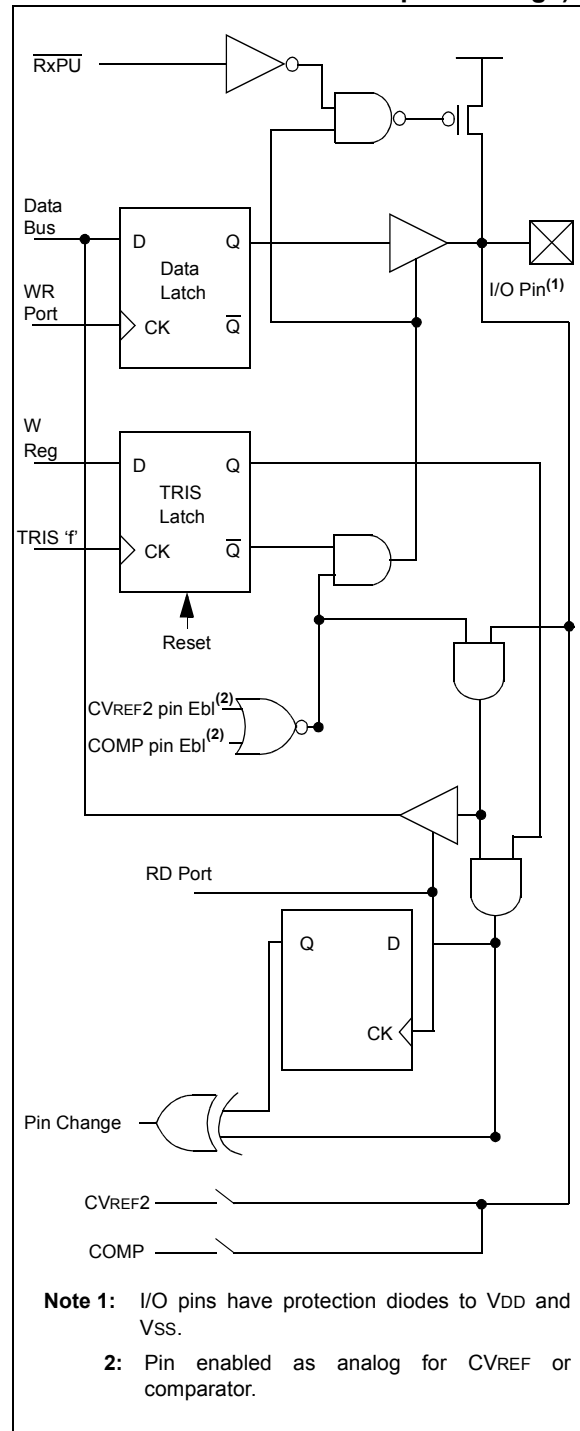 RxPU
Data
Bus
D Q
Data
Latch
WR
Port
CK Q
I/O Pin(1)
W
Reg
D Q
TRIS
Latch
TRIS ‘f’
CK Q
Reset
CVREF2 pin Ebl(2)
COMP pin Ebl(2)
RD Port
Q D
CK
Pin Change
CVREF2
COMP
Note 1: I/O pins have protection diodes to VDD and
VSS.
2: Pin enabled as analog for CVREF or
comparator.